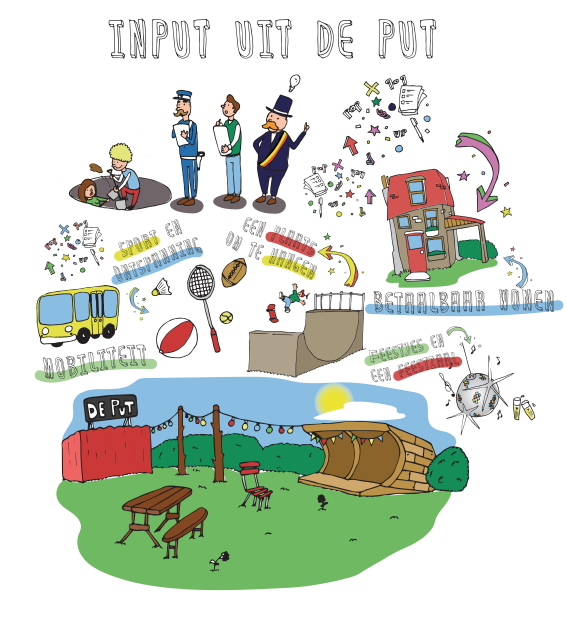 INPUT UIT DE PUT
SPORT EN
ONTSPANNING
EEN PLAATS
OM TE HANGEN
BETAALBAAR WONEN
MOBILITEIT
FEESTJES EN
EEN FEESTZAAL
DE PUT